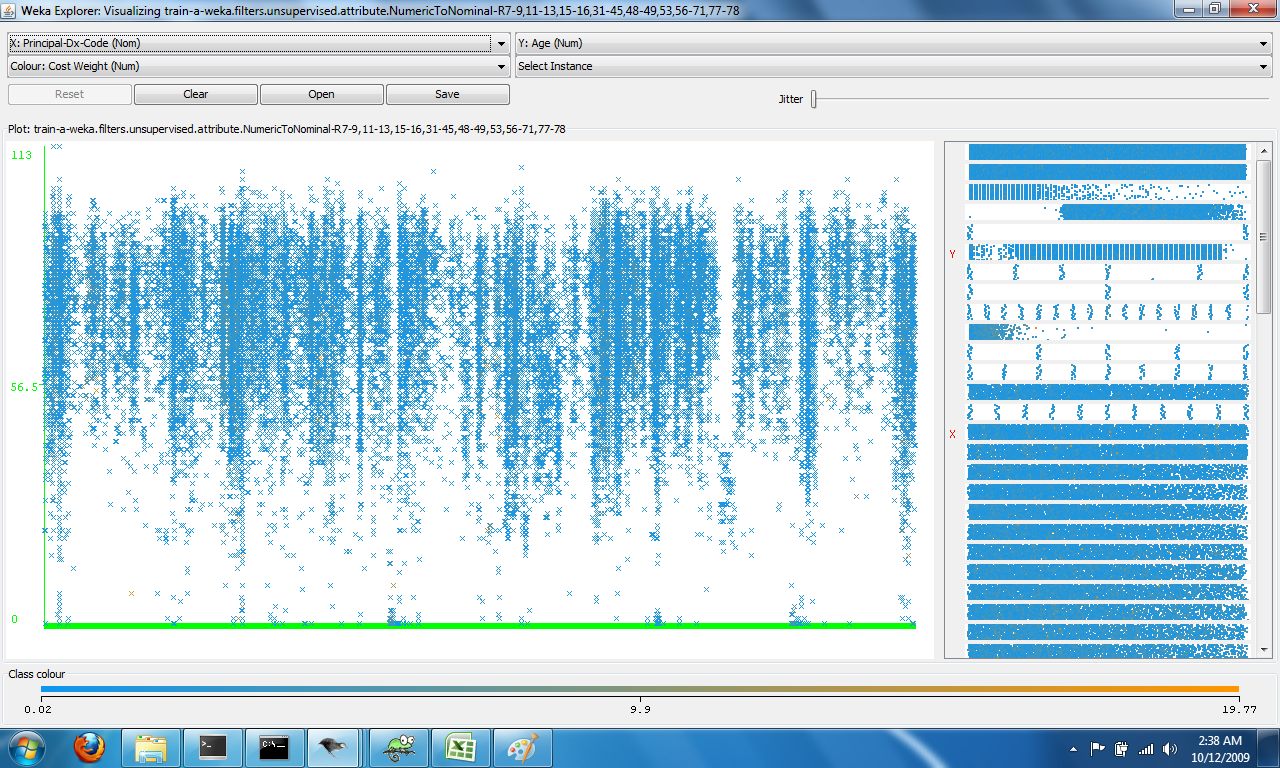 Weka Explorer: Visualizing train-a-weka.filters.unsupervised.attribute.NumericToNominal-R7-9,11-13,15-16,31-45,48-49,53,56-71,77-78
X: Principal-Dx-Code (Nom)
Y: Age (Num)
Colour: Cost Weight (Num)
Select Instance
Reset
Clear
Open
Save
Jitter
Plot: train-a-weka.filters.unsupervised.attribute.NumericToNominal-R7-9,11-13,15-16,31-45,48-49,53,56-71,77-78
113
Y
56.5
X
0
Class colour
0.02
9.9
19.77
C:\.
2:38 AM
10/12/2009